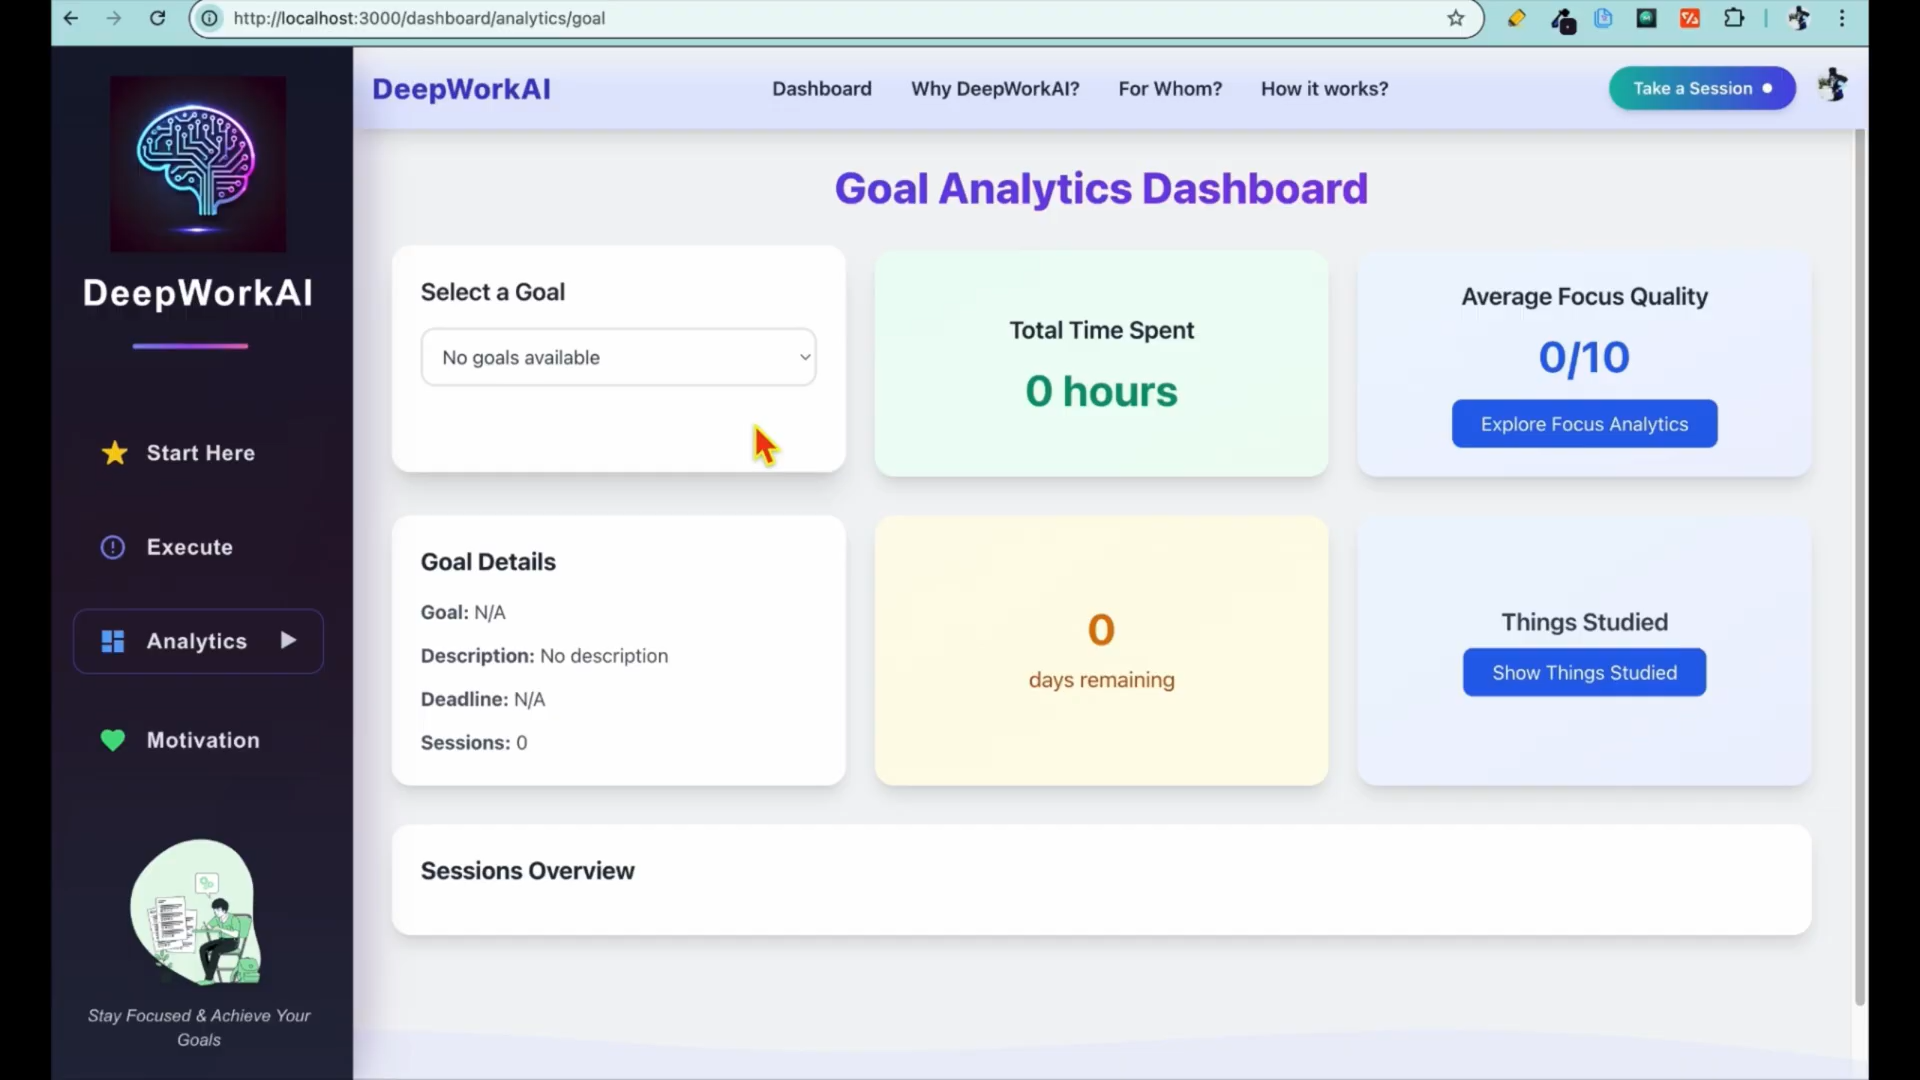 http://localhost:3000/dashboard/analytics/goal
DeepWorkAI
Start Here
Execute
Analytics
Motivation
Stay Focused & Achieve Your
Goals
DeepWorkAI
Dashboard
Why DeepWorkAI?
For Whom?
How it works?
Take a Session
Goal Analytics Dashboard
Select a Goal
No goals available
Total Time Spent
0 hours
Average Focus Quality
0/10
Explore Focus Analytics
Goal Details
Goal: N/A
Description: No description
Deadline: N/A
Sessions: 0
0
days remaining
Things Studied
Show Things Studied
Sessions Overview